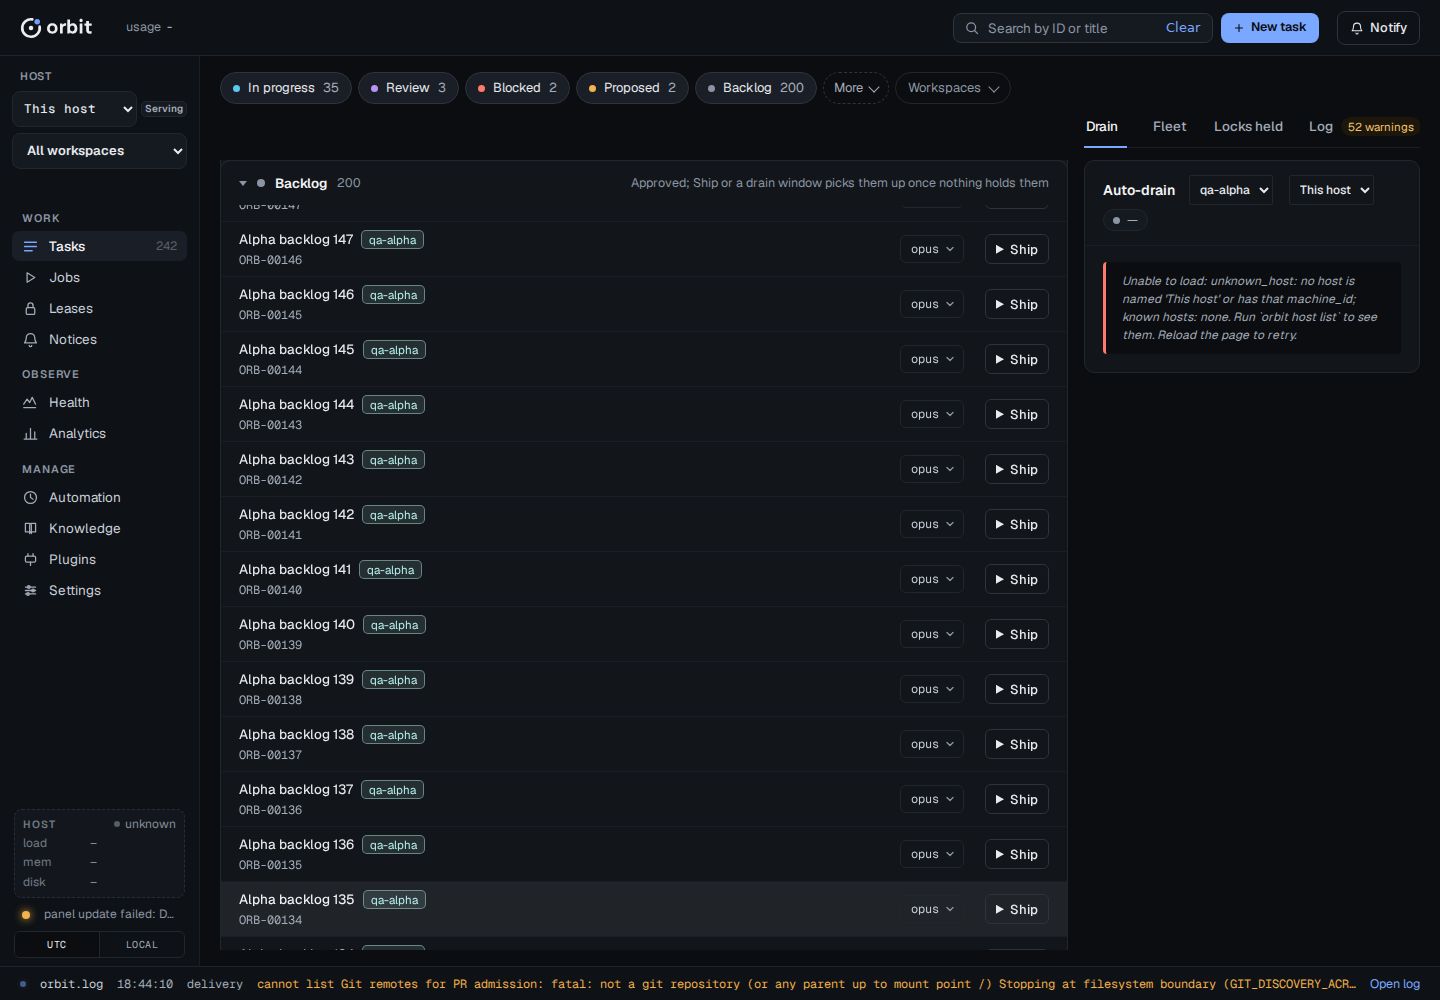 orbit
usage -
Search by ID or title
Clear
+ New task
Notify
HOST
This host
Serving
All workspaces
WORK
Tasks 242
Jobs
Leases
Notices
OBSERVE
Health
Analytics
MANAGE
Automation
Knowledge
Plugins
Settings
HOST unknown
load –
mem –
disk –
panel update failed: D…
UTC LOCAL
In progress 35
Review 3
Blocked 2
Proposed 2
Backlog 200
More
Workspaces
Backlog 200
Approved; Ship or a drain window picks them up once nothing holds them
ORB-00147
Alpha backlog 147 qa-alpha
ORB-00146
opus Ship
Alpha backlog 146 qa-alpha
ORB-00145
opus Ship
Alpha backlog 145 qa-alpha
ORB-00144
opus Ship
Alpha backlog 144 qa-alpha
ORB-00143
opus Ship
Alpha backlog 143 qa-alpha
ORB-00142
opus Ship
Alpha backlog 142 qa-alpha
ORB-00141
opus Ship
Alpha backlog 141 qa-alpha
ORB-00140
opus Ship
Alpha backlog 140 qa-alpha
ORB-00139
opus Ship
Alpha backlog 139 qa-alpha
ORB-00138
opus Ship
Alpha backlog 138 qa-alpha
ORB-00137
opus Ship
Alpha backlog 137 qa-alpha
ORB-00136
opus Ship
Alpha backlog 136 qa-alpha
ORB-00135
opus Ship
Alpha backlog 135 qa-alpha
ORB-00134
opus Ship
Drain
Fleet
Locks held
Log 52 warnings
Auto-drain qa-alpha This host
—
Unable to load: unknown_host: no host is
named 'This host' or has that machine_id;
known hosts: none. Run `orbit host list` to see
them. Reload the page to retry.
orbit.log 18:44:10 delivery cannot list Git remotes for PR admission: fatal: not a git repository (or any parent up to mount point /) Stopping at filesystem boundary (GIT_DISCOVERY_ACR… Open log